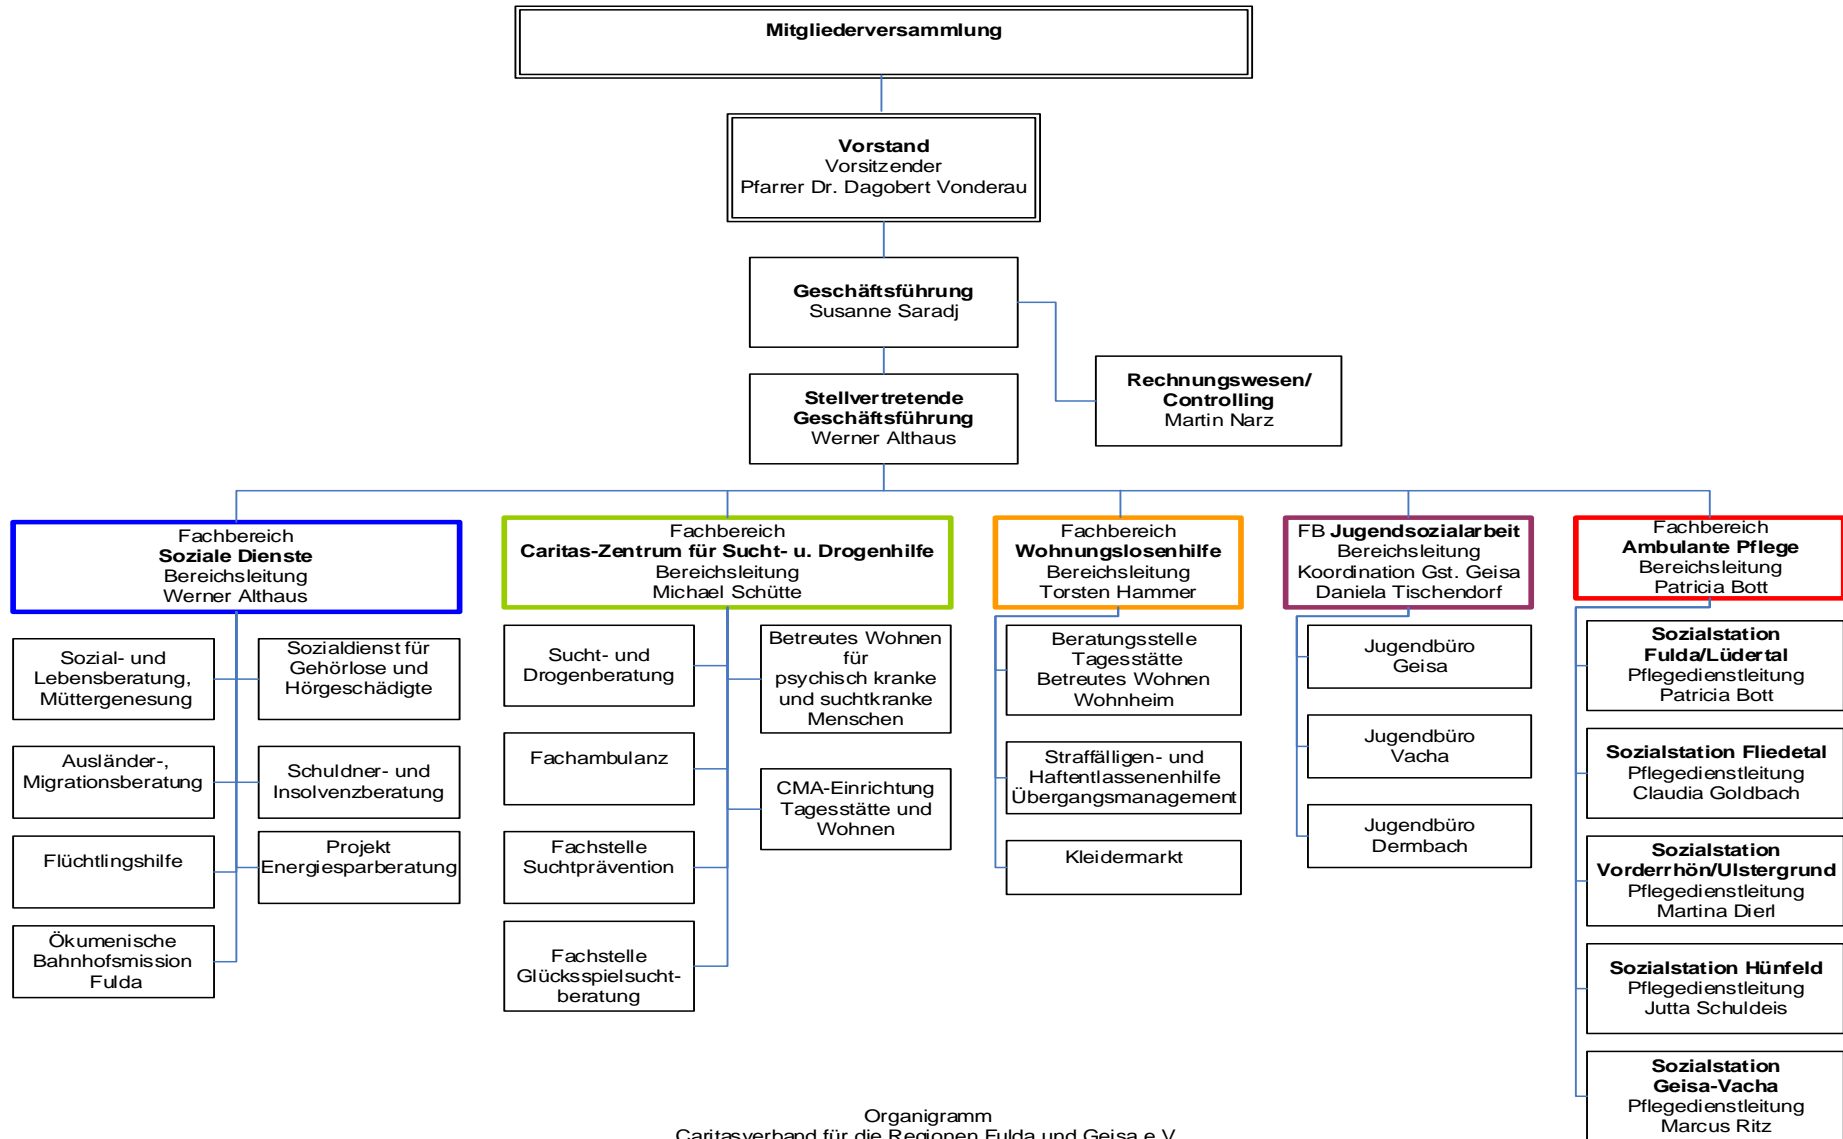 Mitgliederversammlung
Vorstand
Vorsitzender
Pfarrer Dr. Dagobert Vonderau
Geschäftsführung
Susanne Saradj
Rechnungswesen/
Controlling
Martin Narz
Stellvertretende
Geschäftsführung
Werner Althaus
Fachbereich
Soziale Dienste
Bereichsleitung
Werner Althaus
Sozial- und
Lebensberatung,
Müttergenesung
Sozialdienst für
Gehörlose und
Hörgeschädigte
Ausländer-,
Migrationsberatung
Schuldner- und
Insolvenzberatung
Flüchtlingshilfe
Projekt
Energiesparberatung
Ökumenische
Bahnhofsmission
Fulda
Fachbereich
Caritas-Zentrum für Sucht- u. Drogenhilfe
Bereichsleitung
Michael Schütte
Sucht- und
Drogenberatung
Betreutes Wohnen
für
psychisch kranke
und suchtkranke
Menschen
Fachambulanz
CMA-Einrichtung
Tagesstätte und
Wohnen
Fachstelle
Suchtprävention
Fachstelle
Glücksspielsucht-
beratung
Fachbereich
Wohnungslosenhilfe
Bereichsleitung
Torsten Hammer
Beratungsstelle
Tagesstätte
Betreutes Wohnen
Wohnheim
Straffälligen- und
Haftentlassenenhilfe
Übergangsmanagement
Kleidermarkt
FB Jugendsozialarbeit
Bereichsleitung
Koordination Gst. Geisa
Daniela Tischendorf
Jugendbüro
Geisa
Jugendbüro
Vacha
Jugendbüro
Dermbach
Fachbereich
Ambulante Pflege
Bereichsleitung
Patricia Bott
Sozialstation
Fulda/Lüdertal
Pflegedienstleitung
Patricia Bott
Sozialstation Fliedetal
Pflegedienstleitung
Claudia Goldbach
Sozialstation
Vorderrhön/Ulstergrund
Pflegedienstleitung
Martina Dierl
Sozialstation Hünfeld
Pflegedienstleitung
Jutta Schuldeis
Sozialstation
Geisa-Vacha
Pflegedienstleitung
Marcus Ritz
Organigramm
Caritasverband für die Regionen Fulda und Geisa e.V.